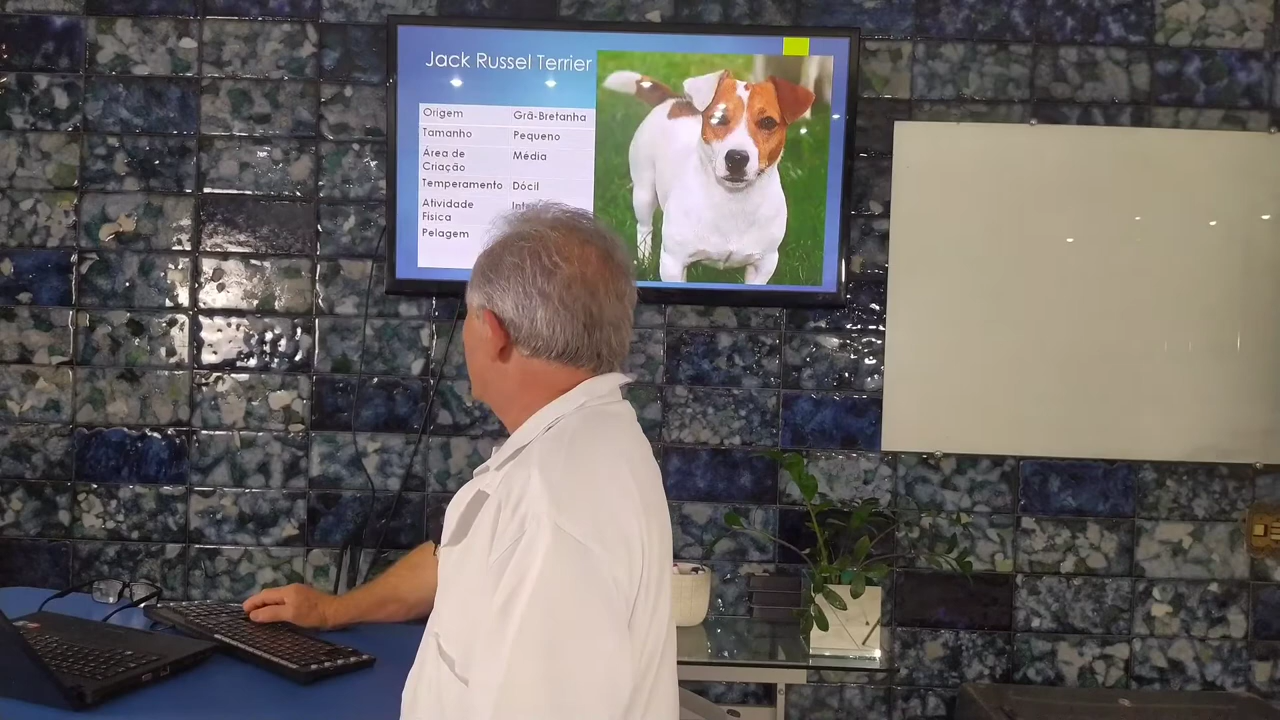 Jack Russel Terrier
Origem Grã-Bretanha
Tamanho Pequeno
Área de Média
Criação
Temperamento Dócil
Atividade
Física
Pelagem